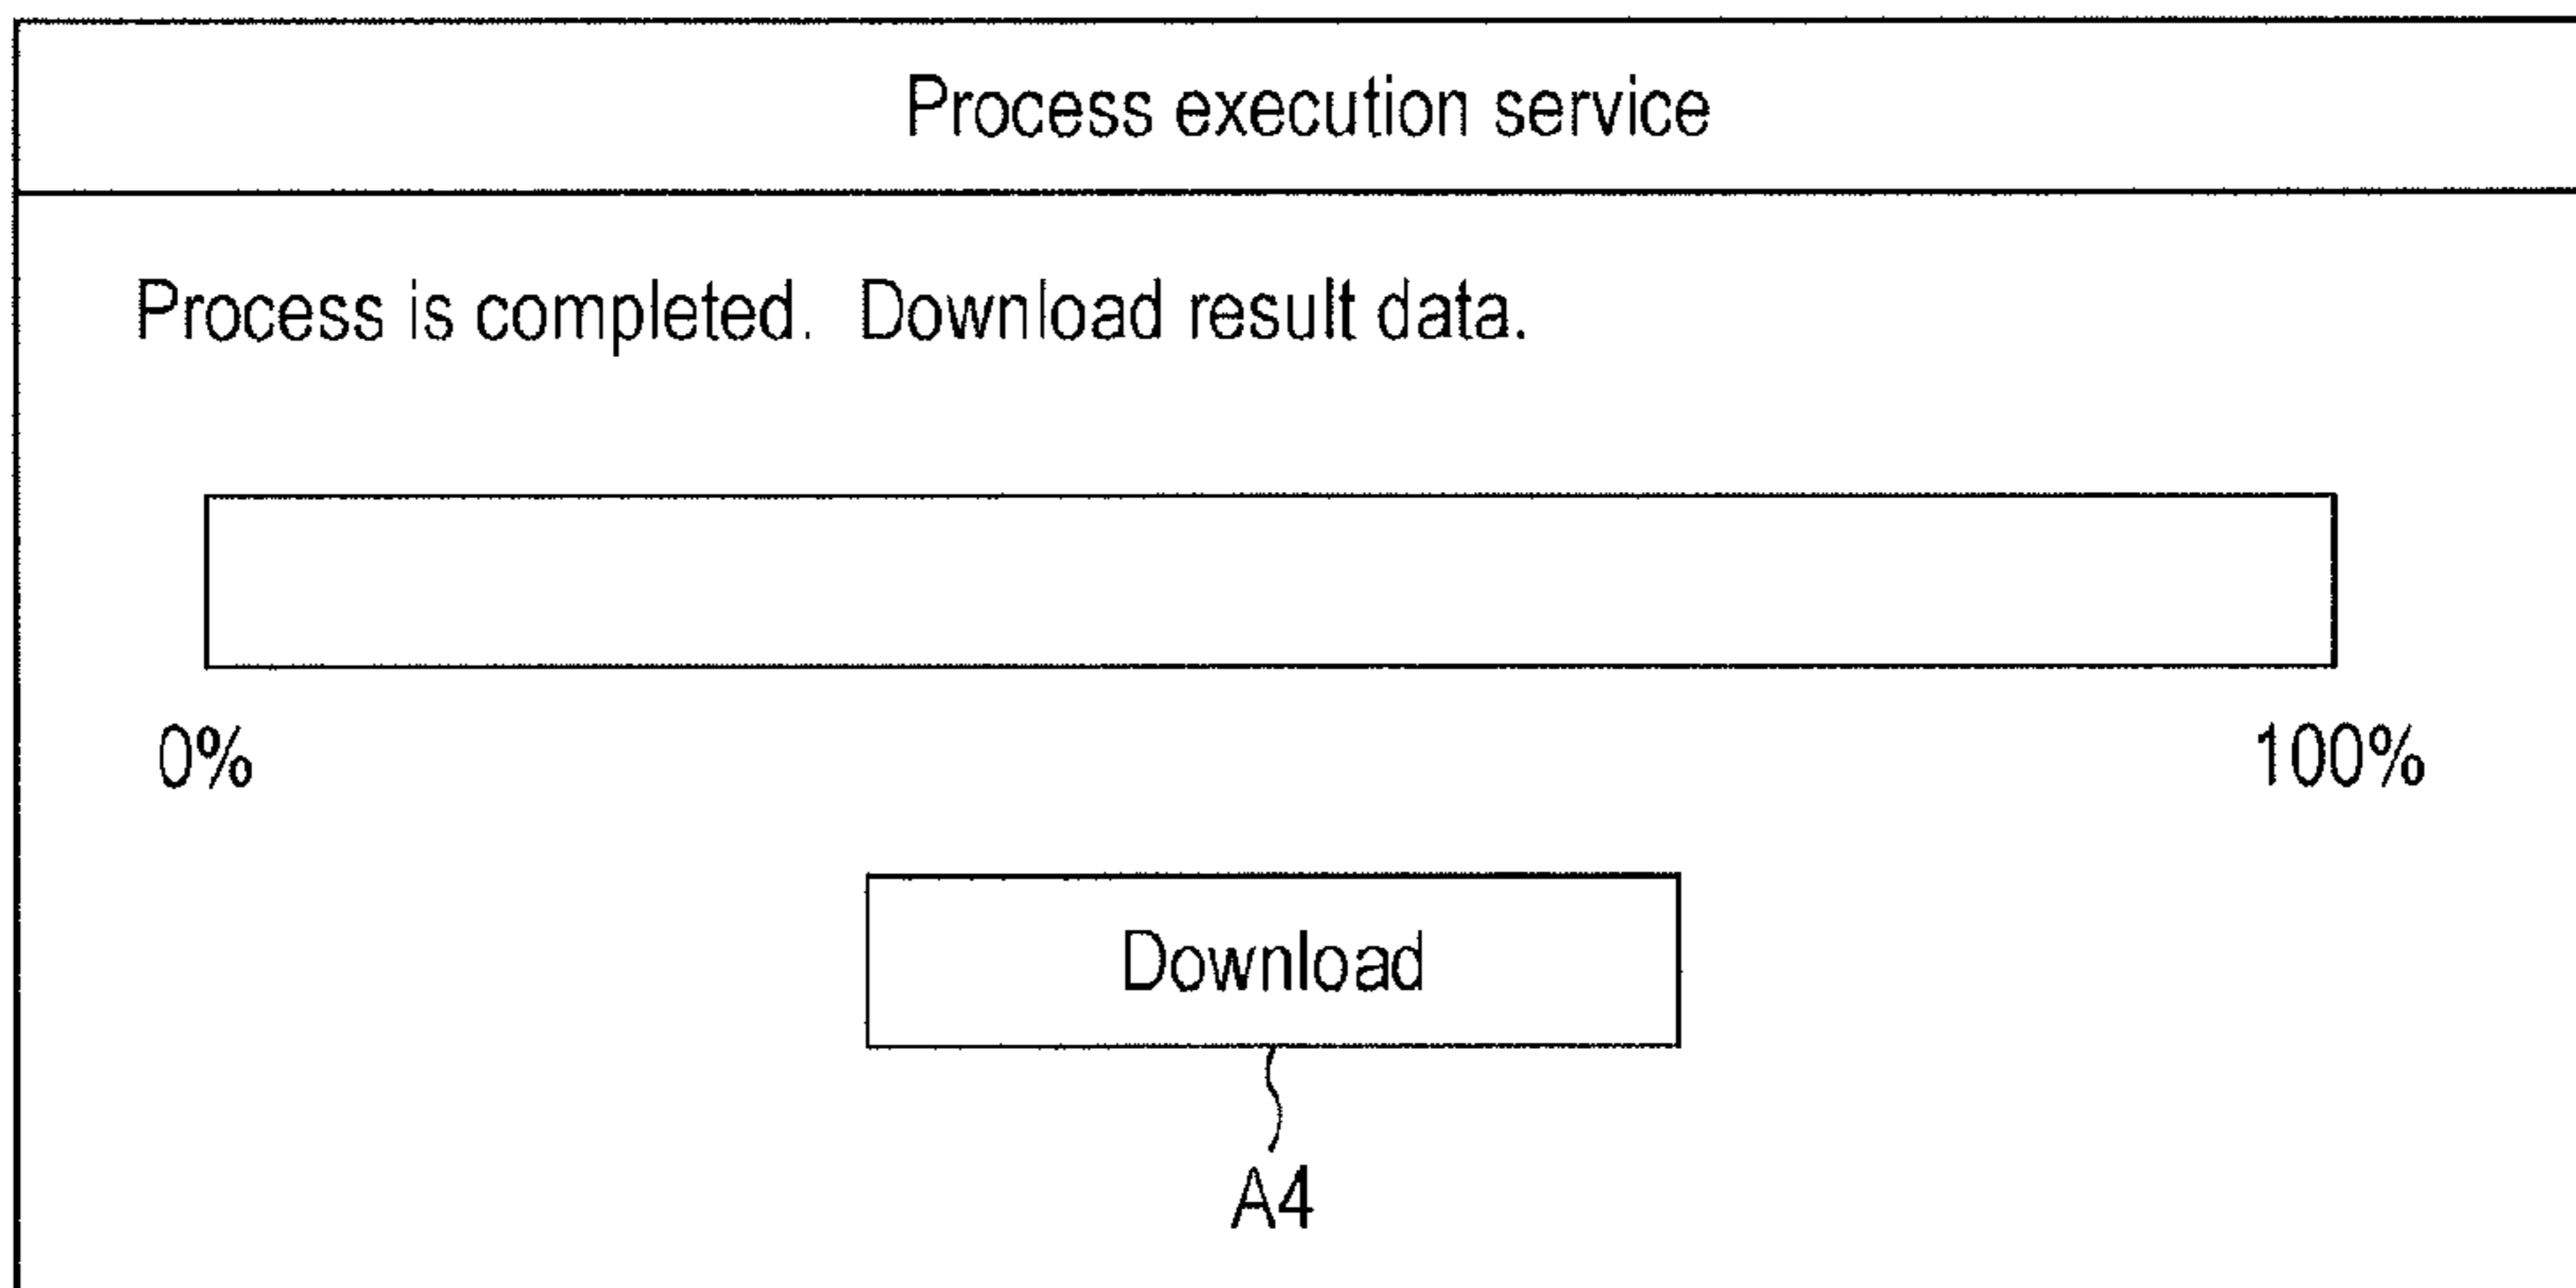 Process execution service
Process is completed. Download result data.
0% 100%
Download
A4